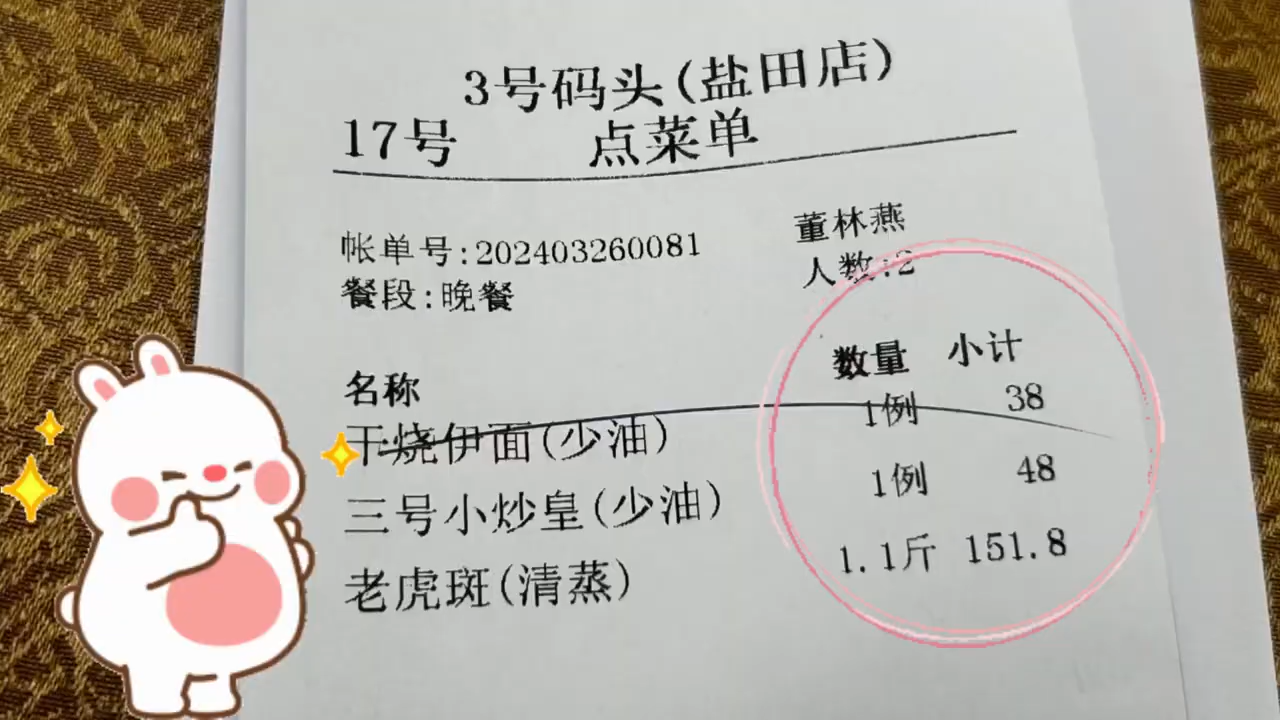 3号码头(盐田店)
17号 点菜单
帐单号:202403260081 董林燕
餐段:晚餐 人数:2
名称 数量 小计
干烧伊面(少油) 1例 38
三号小炒皇(少油) 1例 48
老虎斑(清蒸) 1.1斤 151.8